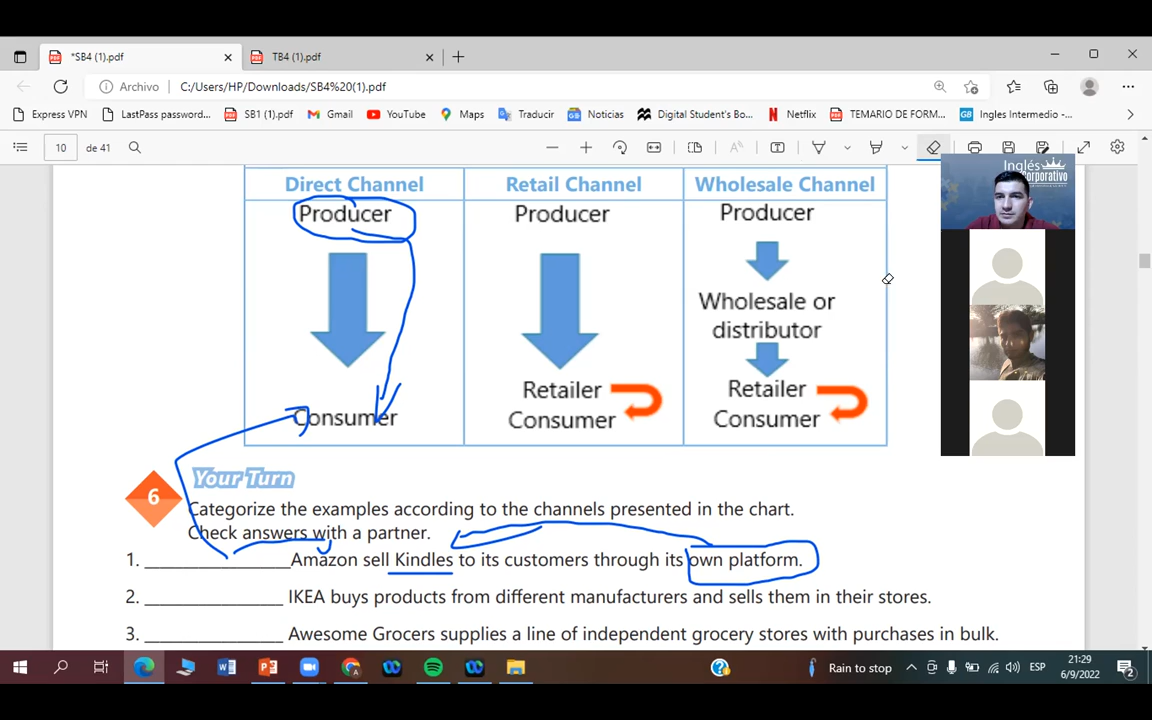 *SB4 (1).pdf
TB4 (1).pdf
Archivo C:/Users/HP/Downloads/SB4%20(1).pdf
Express VPN LastPass password... SB1 (1).pdf Gmail YouTube Maps Traducir Noticias Digital Student's Bo... Netflix TEMARIO DE FORM... Ingles Intermedio -...
10 de 41
Inglés
Corporativo
Direct Channel Retail Channel Wholesale Channel
Producer Producer Producer
Wholesale or
distributor
Retailer Retailer
Consumer Consumer Consumer
6 Your Turn
Categorize the examples according to the channels presented in the chart.
Check answers with a partner.
1. ________________Amazon sell Kindles to its customers through its own platform.
2. _______________ IKEA buys products from different manufacturers and sells them in their stores.
3. _______________ Awesome Grocers supplies a line of independent grocery stores with purchases in bulk.
Rain to stop ESP 21:29
6/9/2022 2